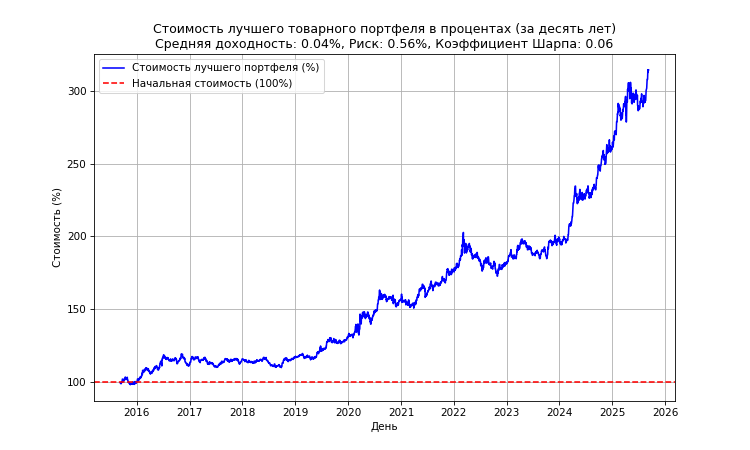 Стоимость лучшего товарного портфеля в процентах (за десять лет)
Средняя доходность: 0.04%, Риск: 0.56%, Коэффициент Шарпа: 0.06
Стоимость лучшего портфеля (%)
Начальная стоимость (100%)
Стоимость (%)
300
250
200
150
100
2016 2017 2018 2019 2020 2021 2022 2023 2024 2025 2026
День